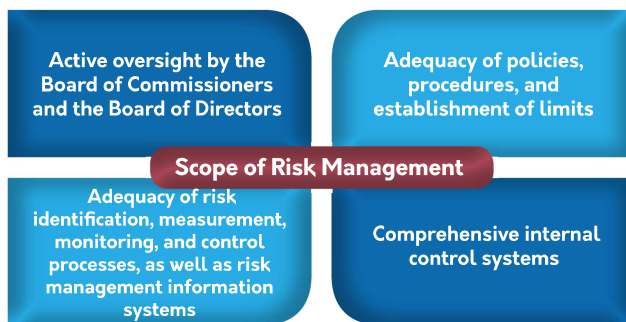 Active oversight by the
Board of Commissioners
and the Board of Directors
Adequacy of policies,
procedures, and
establishment of limits
Scope of Risk Management
Adequacy of risk
identification, measurement,
monitoring, and control
processes, as well as risk
management information
systems
Comprehensive internal
control systems